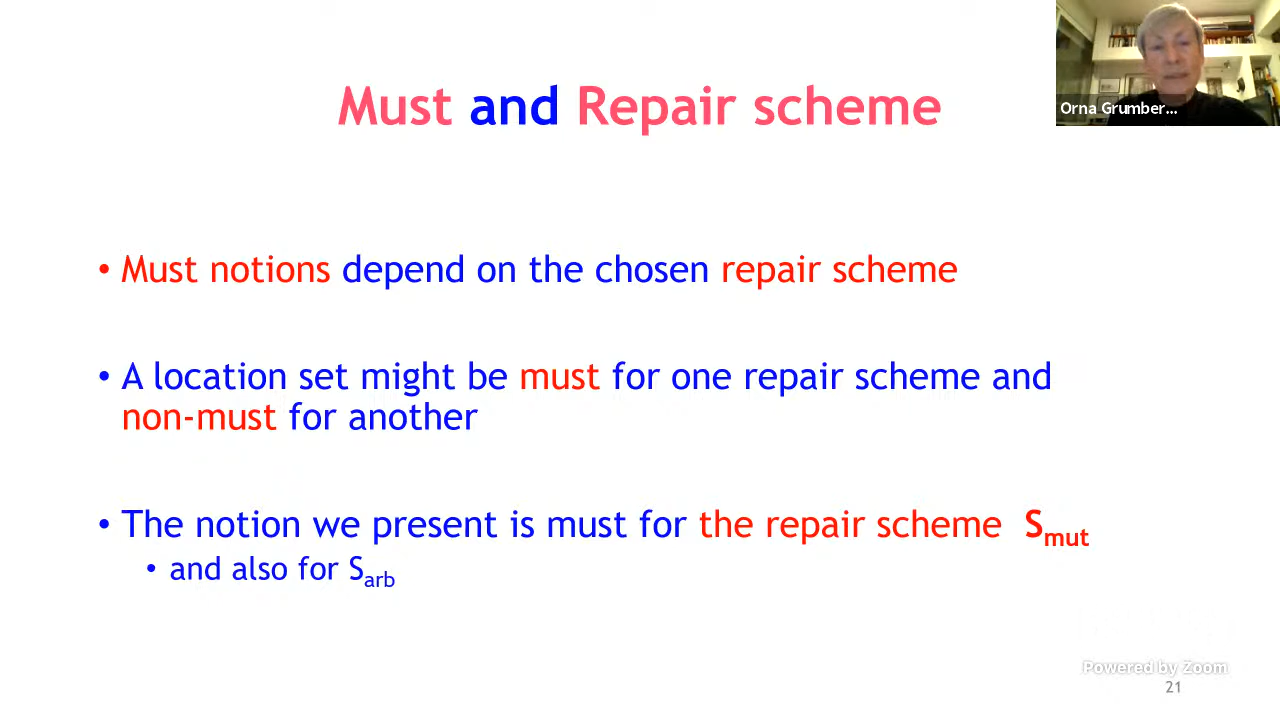 Orna Grumber...
Must and Repair scheme
• Must notions depend on the chosen repair scheme
• A location set might be must for one repair scheme and
non-must for another
• The notion we present is must for the repair scheme Smut
• and also for Sarb
Powered by Zoom
21